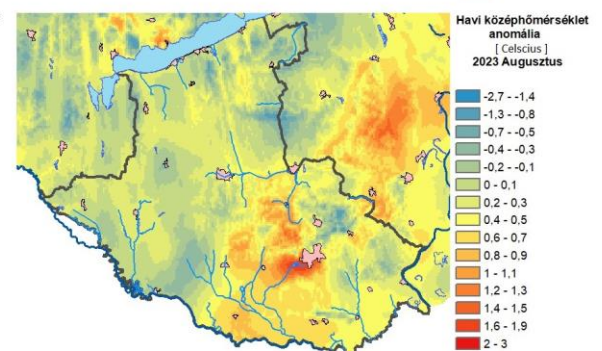 Havi középhőmérséklet
anomália
[ Celscius ]
2023 Augusztus
-2,7 - -1,4
-1,3 - -0,8
-0,7 - -0,5
-0,4 - -0,3
-0,2 - -0,1
0 - 0,1
0,2 - 0,3
0,4 - 0,5
0,6 - 0,7
0,8 - 0,9
1 - 1,1
1,2 - 1,3
1,4 - 1,5
1,6 - 1,9
2 - 3